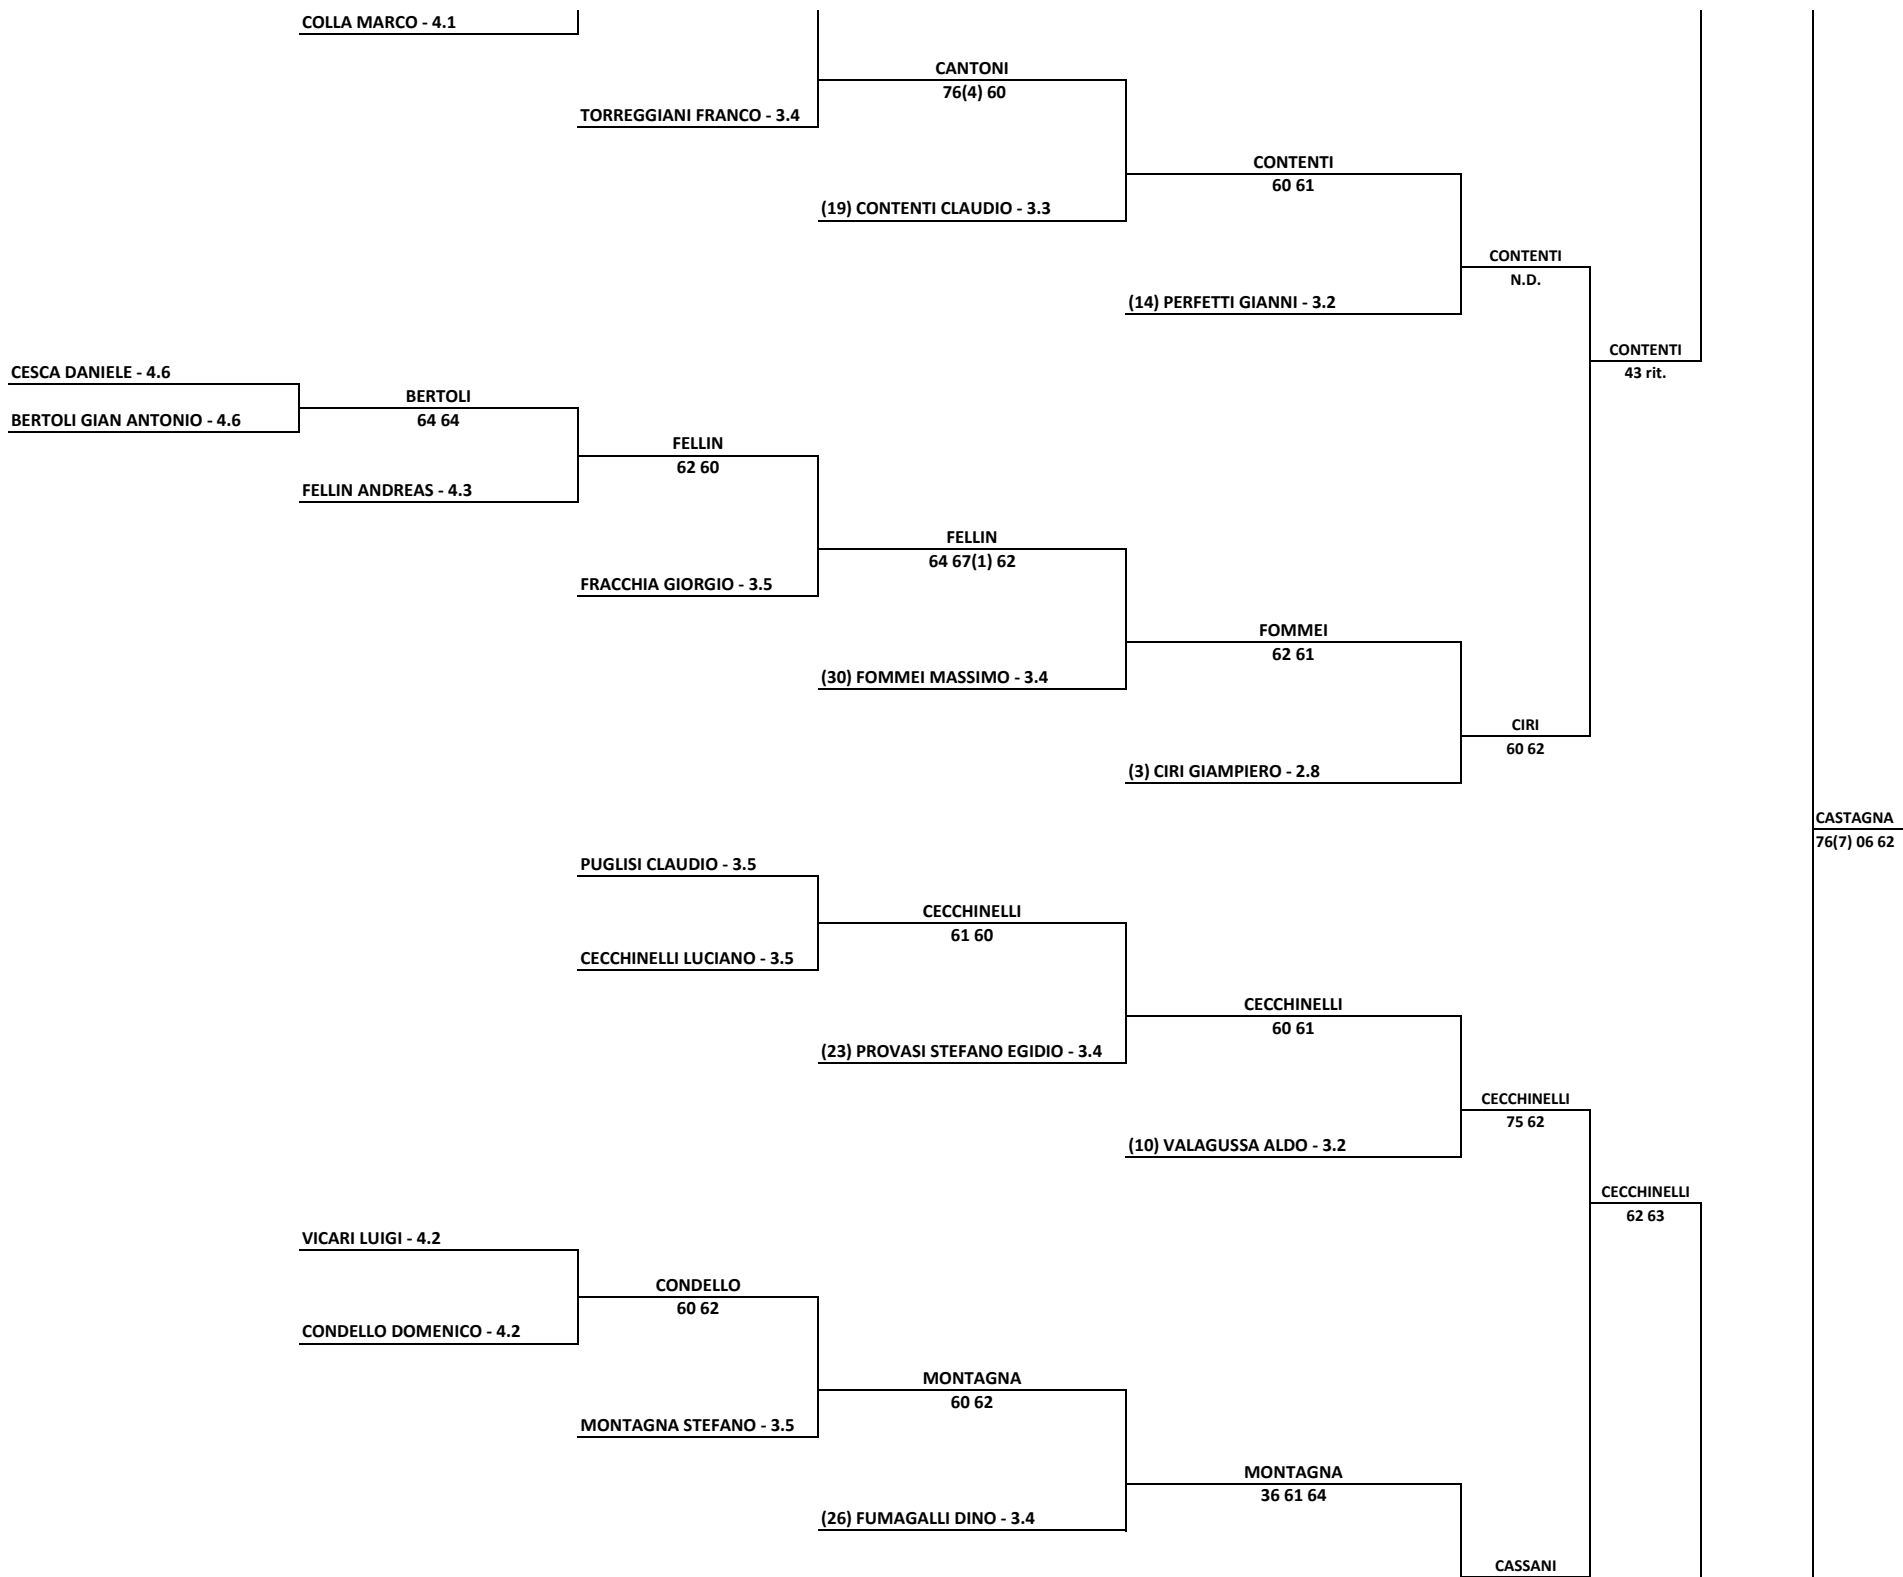 COLLA MARCO - 4.1
CANTONI
76(4) 60
TORREGGIANI FRANCO - 3.4
CONTENTI
60 61
(19) CONTENTI CLAUDIO - 3.3
CONTENTI
N.D.
(14) PERFETTI GIANNI - 3.2
CONTENTI
43 rit.
CESCA DANIELE - 4.6
BERTOLI
64 64
BERTOLI GIAN ANTONIO - 4.6
FELLIN
62 60
FELLIN ANDREAS - 4.3
FELLIN
64 67(1) 62
FRACCHIA GIORGIO - 3.5
FOMMEI
62 61
(30) FOMMEI MASSIMO - 3.4
CIRI
60 62
(3) CIRI GIAMPIERO - 2.8
CASTAGNA
76(7) 06 62
PUGLISI CLAUDIO - 3.5
CECCHINELLI
61 60
CECCHINELLI LUCIANO - 3.5
CECCHINELLI
60 61
(23) PROVASI STEFANO EGIDIO - 3.4
CECCHINELLI
75 62
(10) VALAGUSSA ALDO - 3.2
CECCHINELLI
62 63
VICARI LUIGI - 4.2
CONDELLO
60 62
CONDELLO DOMENICO - 4.2
MONTAGNA
60 62
MONTAGNA STEFANO - 3.5
MONTAGNA
36 61 64
(26) FUMAGALLI DINO - 3.4
CASSANI